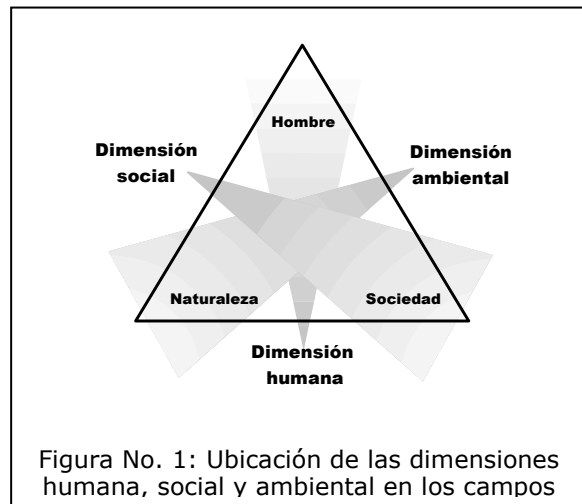 Hombre
Dimensión
social
Dimensión
ambiental
Naturaleza
Sociedad
Dimensión
humana
Figura No. 1: Ubicación de las dimensiones
humana, social y ambiental en los campos